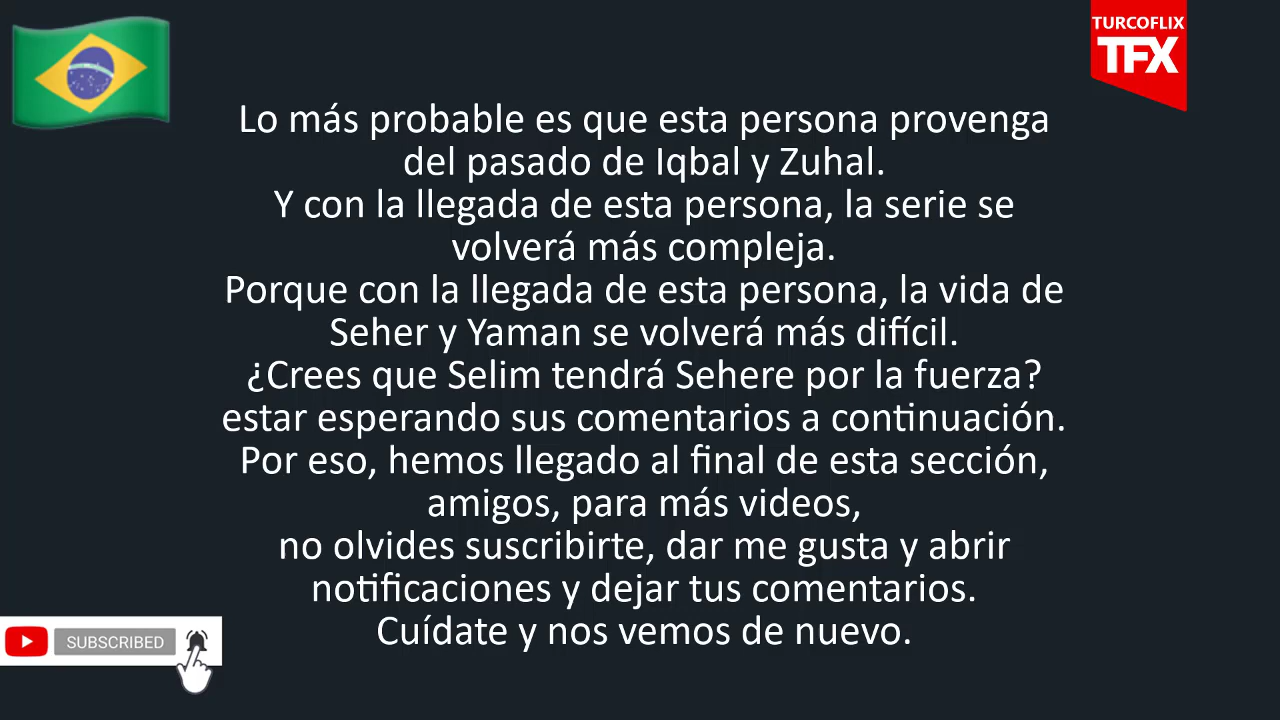 TURCOFLIX
TFX
Lo más probable es que esta persona provenga
del pasado de Iqbal y Zuhal.
Y con la llegada de esta persona, la serie se
volverá más compleja.
Porque con la llegada de esta persona, la vida de
Seher y Yaman se volverá más difícil.
¿Crees que Selim tendrá Sehere por la fuerza?
estar esperando sus comentarios a continuación.
Por eso, hemos llegado al final de esta sección,
amigos, para más videos,
no olvides suscribirte, dar me gusta y abrir
notificaciones y dejar tus comentarios.
Cuídate y nos vemos de nuevo.
SUBSCRIBED